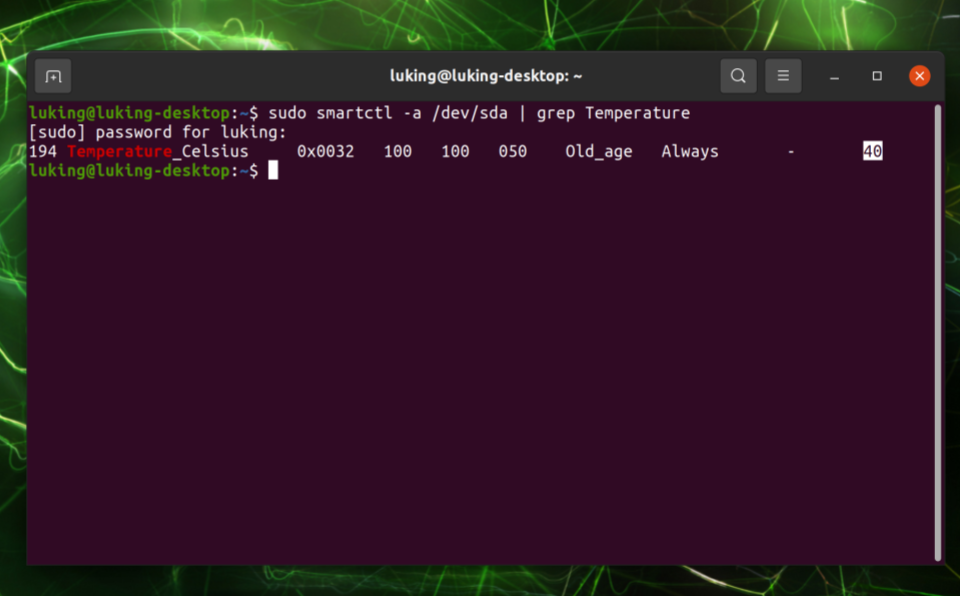 luking@luking-desktop: ~
luking@luking-desktop:~$ sudo smartctl -a /dev/sda | grep Temperature
[sudo] password for luking:
194 Temperature_Celsius     0x0032   100   100   050    Old_age   Always       -       40
luking@luking-desktop:~$